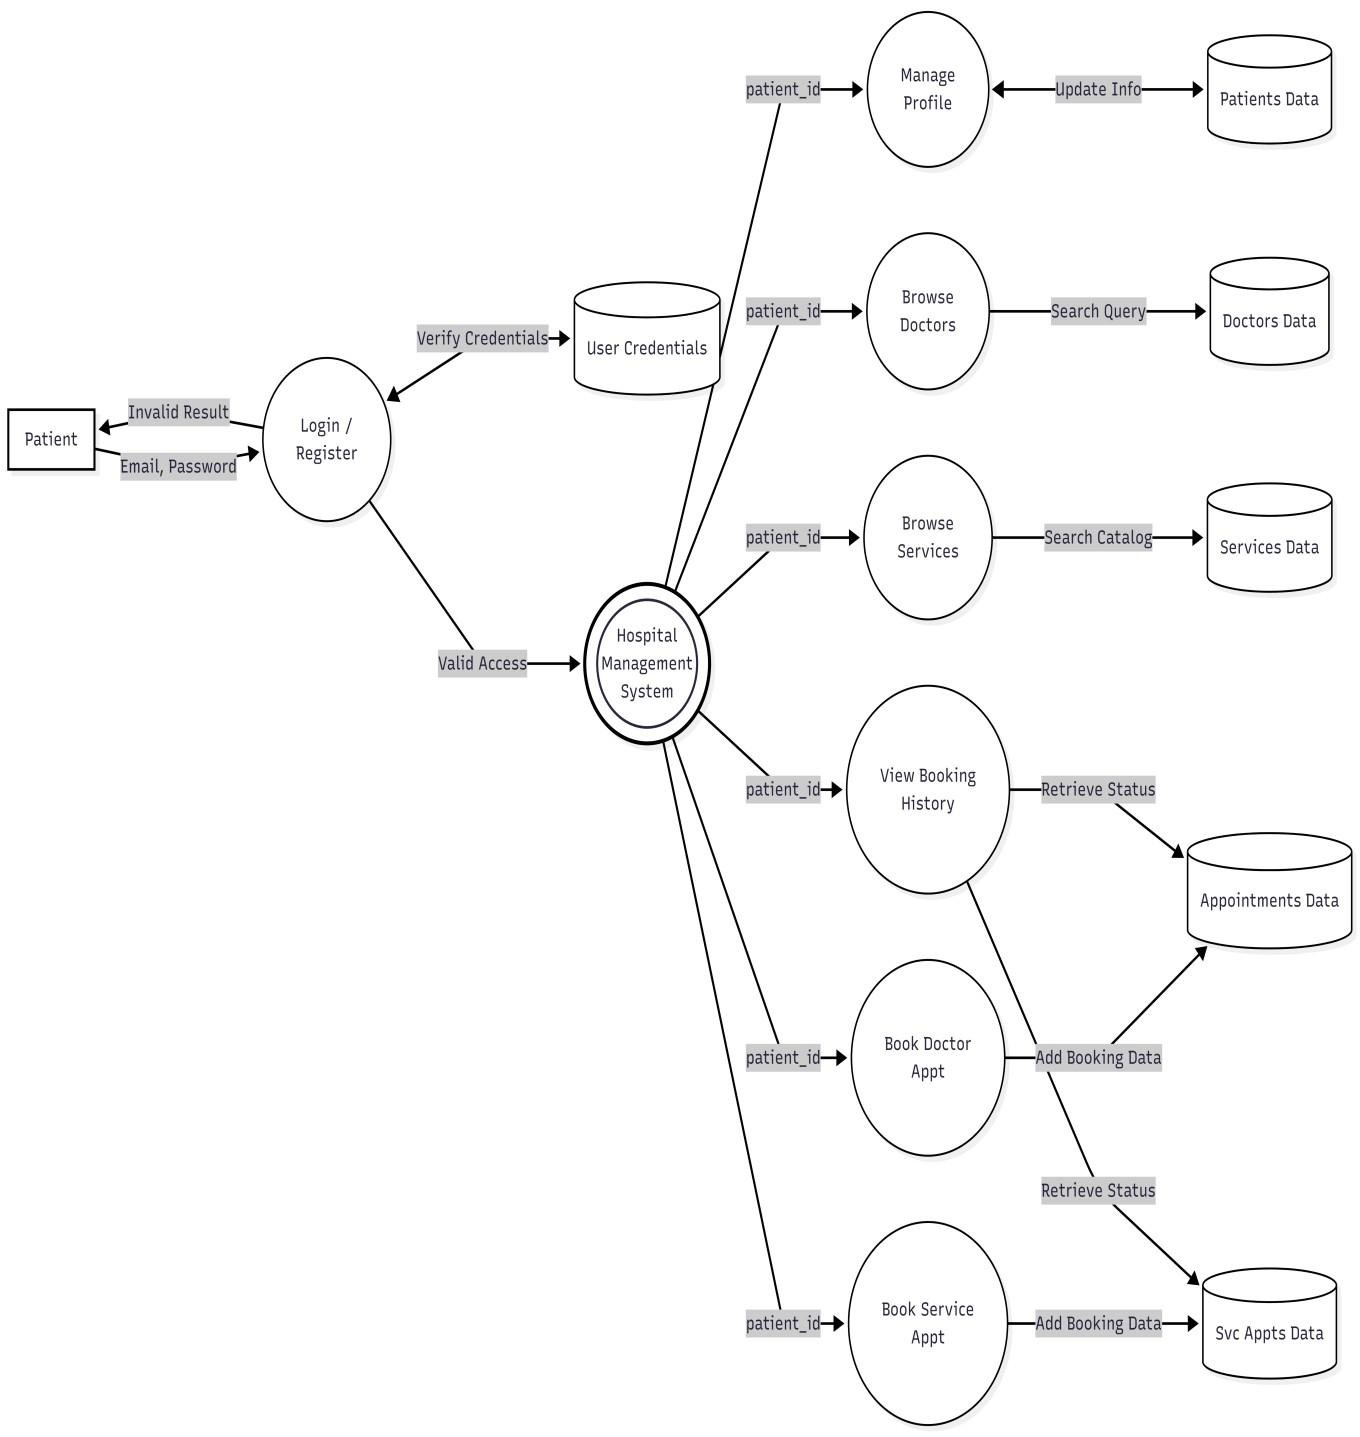 Patient
Invalid Result
Email, Password
Login /
Register
Verify Credentials
User Credentials
Valid Access
Hospital
Management
System
patient_id
Manage
Profile
Update Info
Patients Data
patient_id
Browse
Doctors
Search Query
Doctors Data
patient_id
Browse
Services
Search Catalog
Services Data
patient_id
View Booking
History
Retrieve Status
Appointments Data
patient_id
Book Doctor
Appt
Add Booking Data
Retrieve Status
patient_id
Book Service
Appt
Add Booking Data
Svc Appts Data